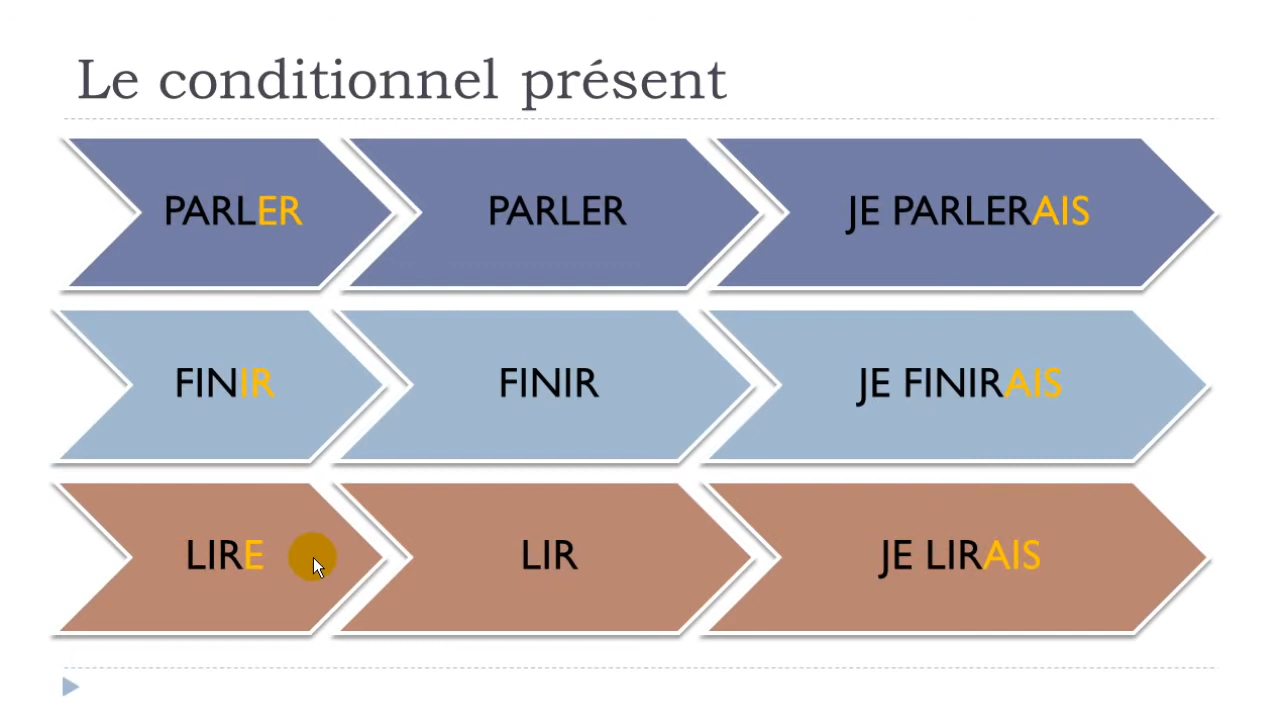 Le conditionnel présent
PARLER PARLER JE PARLERAIS
FINIR FINIR JE FINIRAIS
LIRE LIR JE LIRAIS